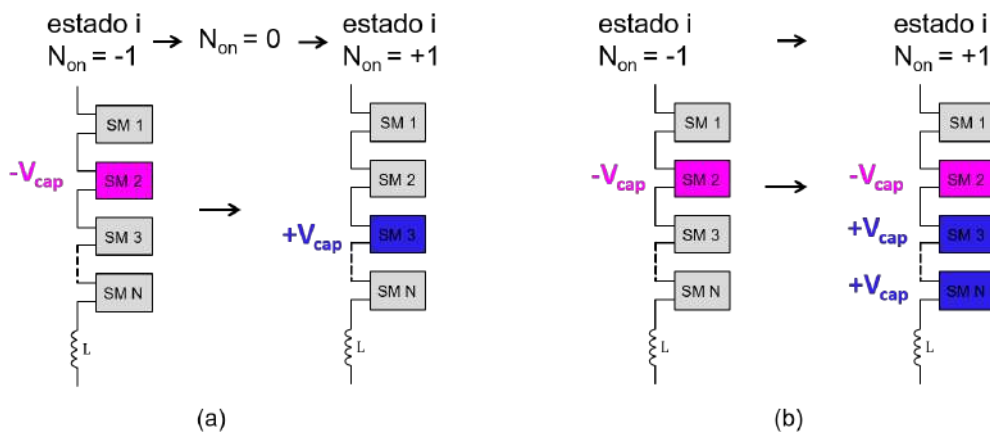 estado i
N_on = -1
N_on = 0
estado i
N_on = +1
SM 1
SM 2
SM 3
SM N
-V_cap
L
SM 1
SM 2
SM 3
SM N
+V_cap
L
(a)
estado i
N_on = -1
estado i
N_on = +1
SM 1
SM 2
SM 3
SM N
-V_cap
L
SM 1
SM 2
SM 3
SM N
-V_cap
+V_cap
+V_cap
L
(b)